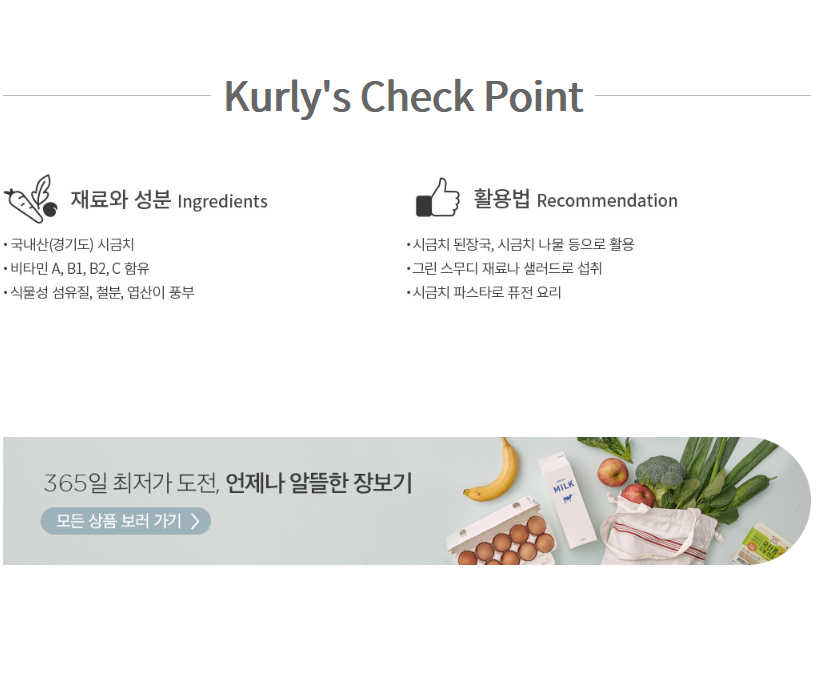 Kurly's Check Point
재료와 성분 Ingredients
· 국내산(경기도) 시금치
· 비타민 A, B1, B2, C 함유
· 식물성 섬유질, 철분, 엽산이 풍부
활용법 Recommendation
· 시금치 된장국, 시금치 나물 등으로 활용
· 그린 스무디 재료나 샐러드로 섭취
· 시금치 파스타로 퓨전 요리
365일 최저가 도전, 언제나 알뜰한 장보기
모든 상품 보러 가기 >
MILK